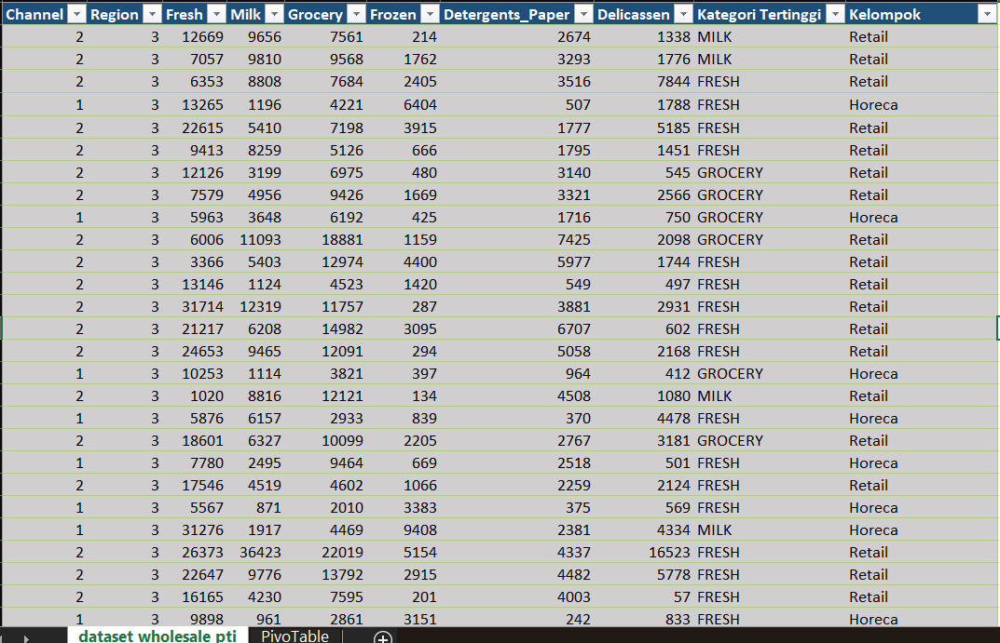 Channel Region Fresh Milk Grocery Frozen Detergents_Paper Delicassen Kategori Tertinggi Kelompok
2 3 12669 9656 7561 214 2674 1338 MILK Retail
2 3 7057 9810 9568 1762 3293 1776 MILK Retail
2 3 6353 8808 7684 2405 3516 7844 FRESH Retail
1 3 13265 1196 4221 6404 507 1788 FRESH Horeca
2 3 22615 5410 7198 3915 1777 5185 FRESH Retail
2 3 9413 8259 5126 666 1795 1451 FRESH Retail
2 3 12126 3199 6975 480 3140 545 GROCERY Retail
2 3 7579 4956 9426 1669 3321 2566 GROCERY Retail
1 3 5963 3648 6192 425 1716 750 GROCERY Horeca
2 3 6006 11093 18881 1159 7425 2098 GROCERY Retail
2 3 3366 5403 12974 4400 5977 1744 FRESH Retail
2 3 13146 1124 4523 1420 549 497 FRESH Retail
2 3 31714 12319 11757 287 3881 2931 FRESH Retail
2 3 21217 6208 14982 3095 6707 602 FRESH Retail
2 3 24653 9465 12091 294 5058 2168 FRESH Retail
1 3 10253 1114 3821 397 964 412 GROCERY Horeca
2 3 1020 8816 12121 134 4508 1080 MILK Retail
1 3 5876 6157 2933 839 370 4478 FRESH Horeca
2 3 18601 6327 10099 2205 2767 3181 GROCERY Retail
1 3 7780 2495 9464 669 2518 501 FRESH Horeca
2 3 17546 4519 4602 1066 2259 2124 FRESH Retail
1 3 5567 871 2010 3383 375 569 FRESH Horeca
1 3 31276 1917 4469 9408 2381 4334 MILK Horeca
2 3 26373 36423 22019 5154 4337 16523 FRESH Retail
2 3 22647 9776 13792 2915 4482 5778 FRESH Retail
2 3 16165 4230 7595 201 4003 57 FRESH Retail
1 3 9898 961 2861 3151 242 833 FRESH Horeca
dataset wholesale pti PivoTable